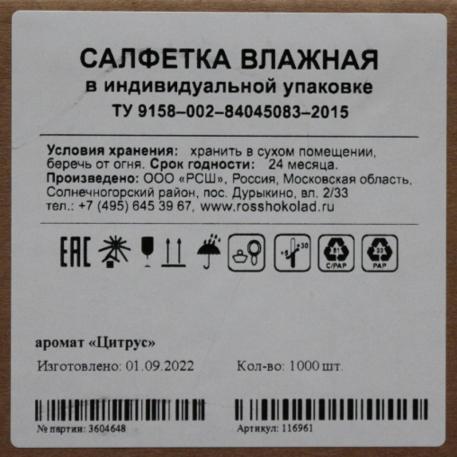 САЛФЕТКА ВЛАЖНАЯ
в индивидуальной упаковке
ТУ 9158–002–84045083–2015
Условия хранения: хранить в сухом помещении,
беречь от огня. Срок годности: 24 месяца.
Произведено: ООО «РСШ», Россия, Московская область,
Солнечногорский район, пос. Дурыкино, вл. 2/33
тел.: +7 (495) 645 39 67, www.rosshokolad.ru
EAC +5 +30 81 C/PAP PAP
аромат «Цитрус»
Изготовлено: 01.09.2022 Кол-во: 1000 шт.
№ партии: 3604648 Артикул: 116961